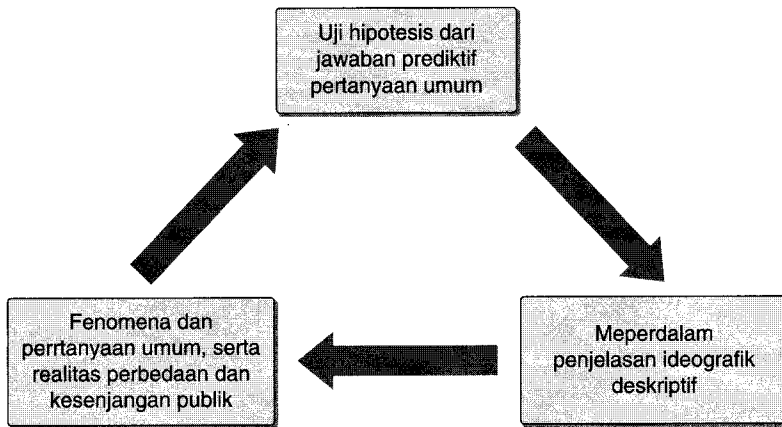 Uji hipotesis dari
jawaban prediktif
pertanyaan umum
Fenomena dan
perrtanyaan umum, serta
realitas perbedaan dan
kesenjangan publik
Meperdalam
penjelasan ideografik
deskriptif